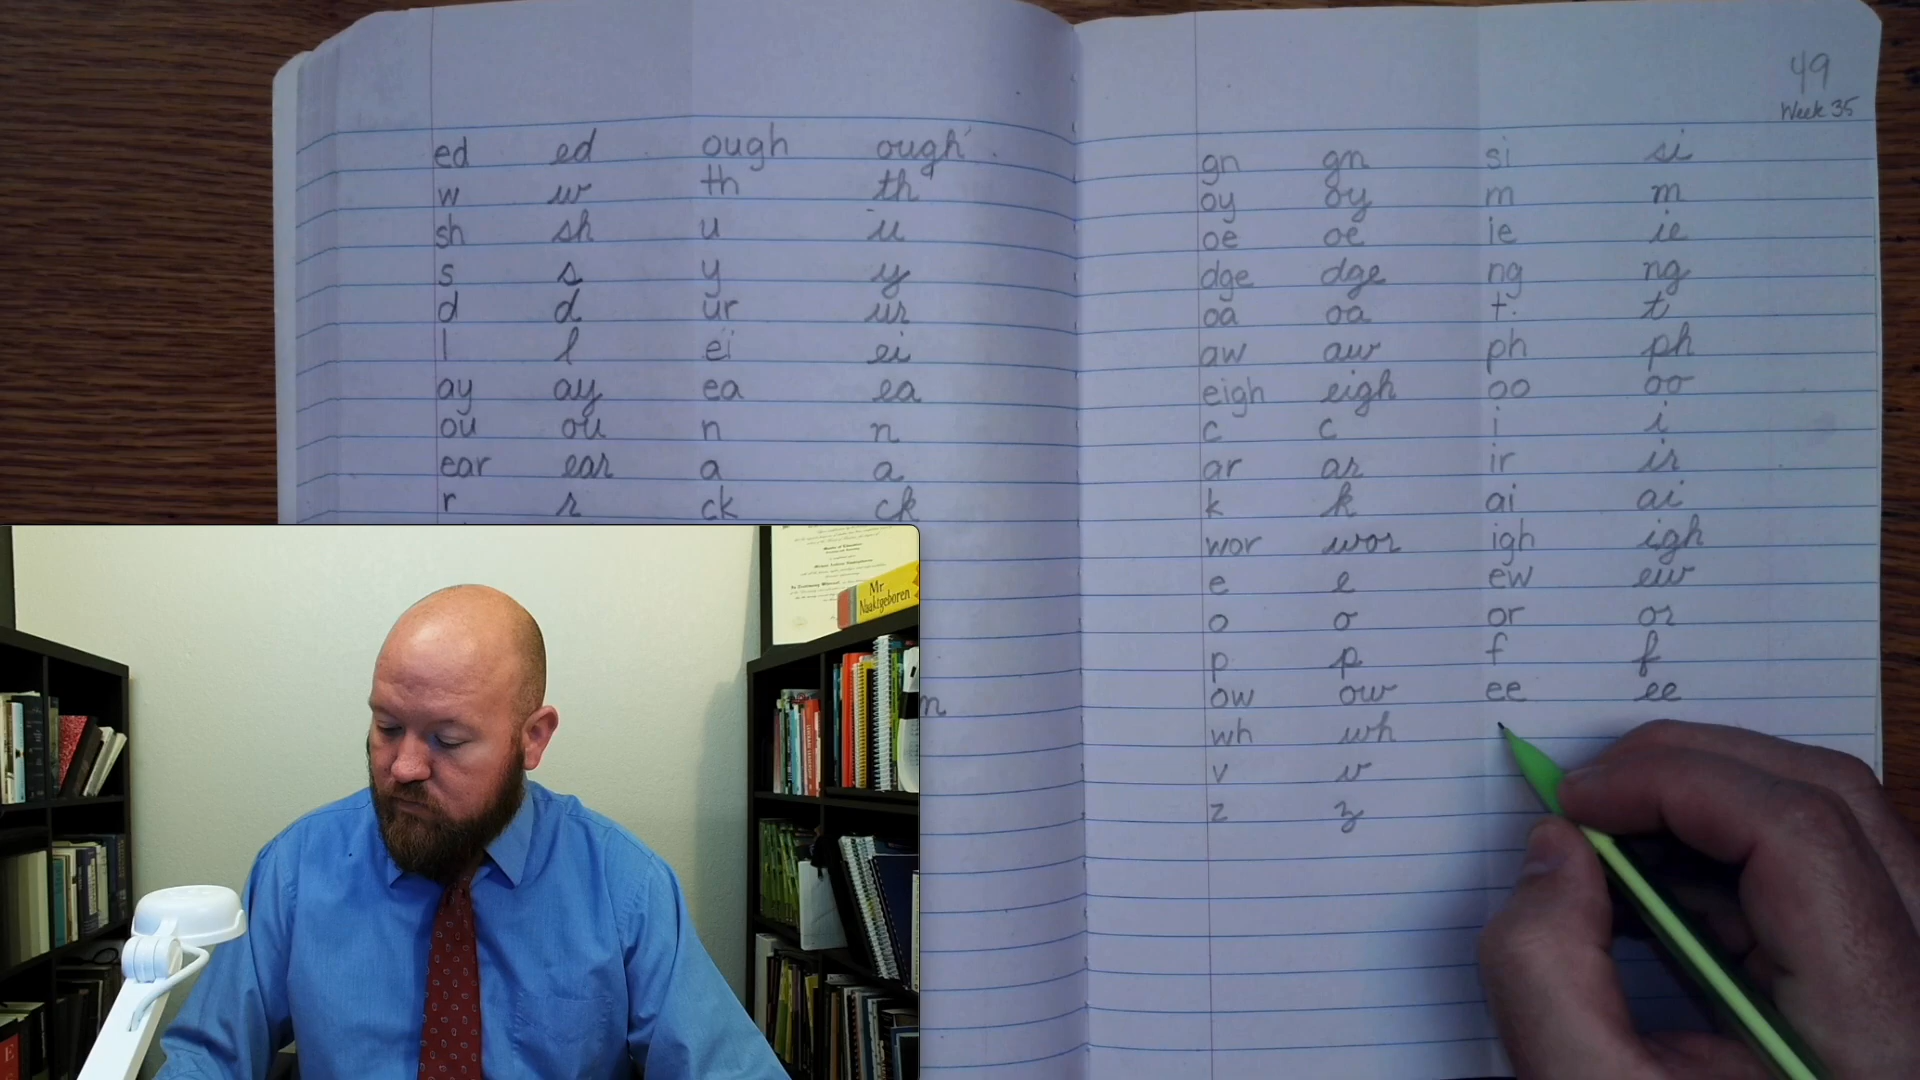 49
Week 35
ed ed ough ough
w w th th
sh sh u u
s s y y
d d ur ur
l l ei ei
ay ay ea ea
ou ou n n
ear ear a a
r r ck ck
n
gn gn si si
oy oy m m
oe oe ie ie
dge dge ng ng
oa oa t t
aw aw ph ph
eigh eigh oo oo
c c i i
ar ar ir ir
k k ai ai
wor wor igh igh
e e ew ew
o o or or
p p f f
ow ow ee ee
wh wh
v v
z z
Mr
Naaktgeboren